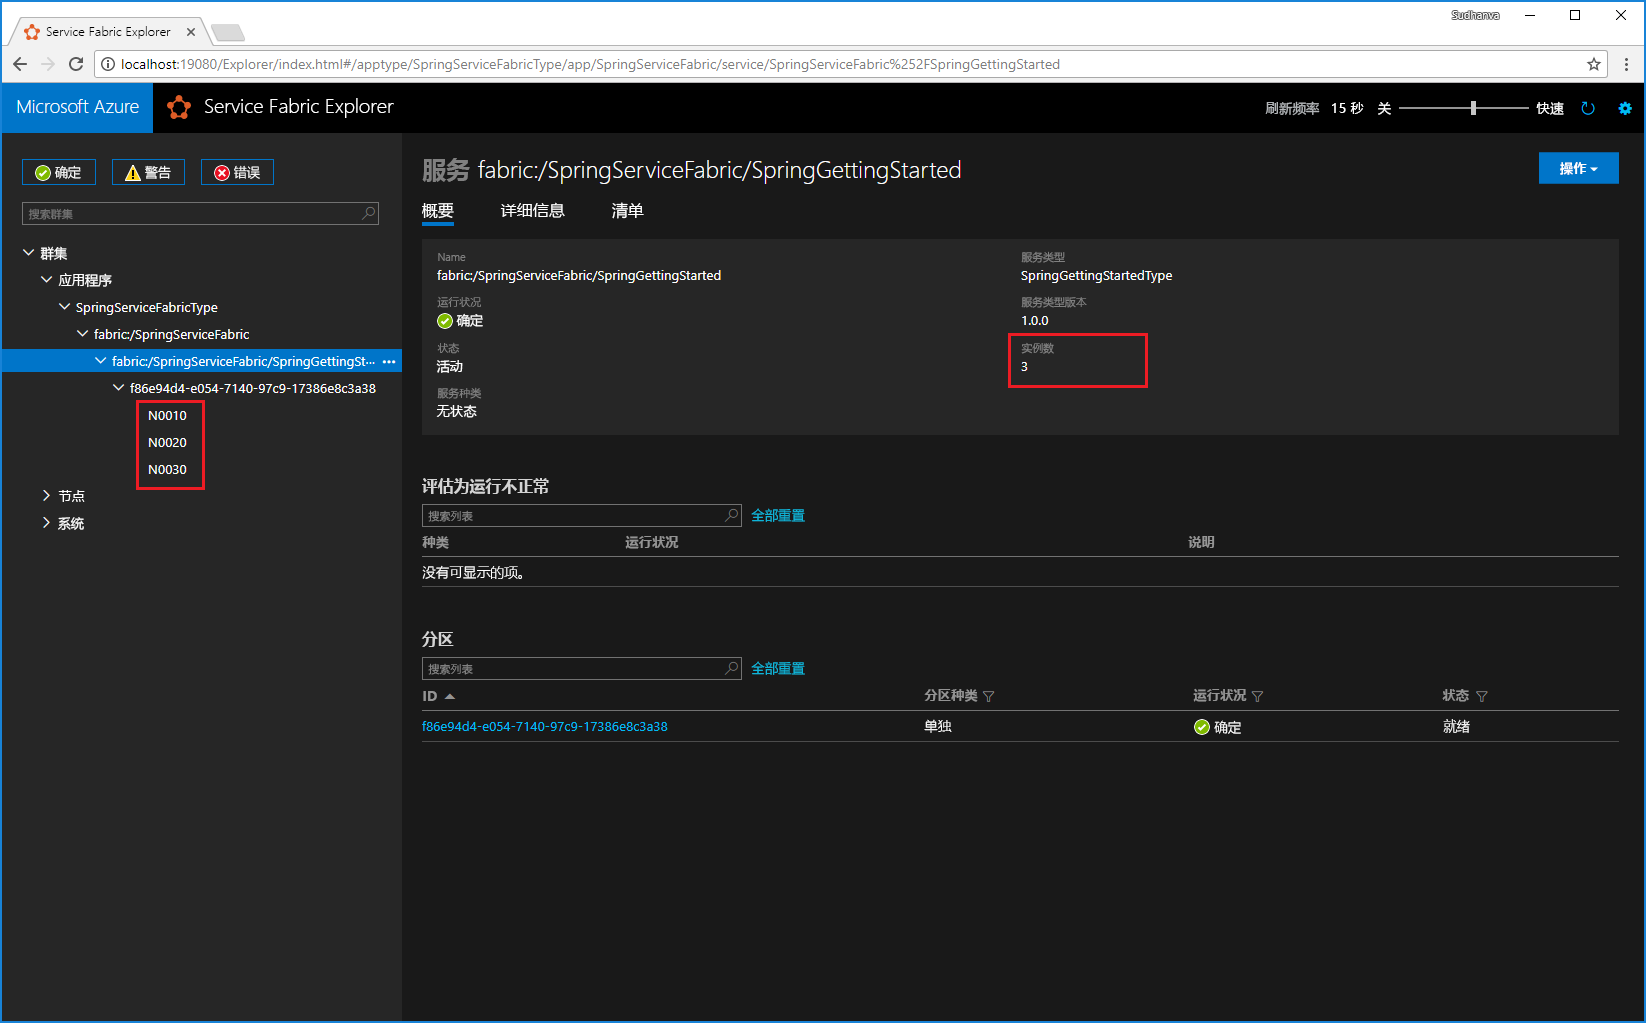 Sudhanva
Service Fabric Explorer
localhost:19080/Explorer/index.html#/apptype/SpringServiceFabricType/app/SpringServiceFabric/service/SpringServiceFabric%252FSpringGettingStarted
Microsoft Azure
Service Fabric Explorer
刷新频率 15 秒 关 快速
确定 警告 错误
搜索群集
群集
应用程序
SpringServiceFabricType
fabric:/SpringServiceFabric
fabric:/SpringServiceFabric/SpringGettingSt···
f86e94d4-e054-7140-97c9-17386e8c3a38
N0010
N0020
N0030
节点
系统
服务 fabric:/SpringServiceFabric/SpringGettingStarted
操作
概要 详细信息 清单
Name
fabric:/SpringServiceFabric/SpringGettingStarted
运行状况
确定
状态
活动
服务种类
无状态
服务类型
SpringGettingStartedType
服务类型版本
1.0.0
实例数
3
评估为运行不正常
搜索列表 全部重置
种类 运行状况 说明
没有可显示的项。
分区
搜索列表 全部重置
ID 分区种类 运行状况 状态
f86e94d4-e054-7140-97c9-17386e8c3a38 单独 确定 就绪